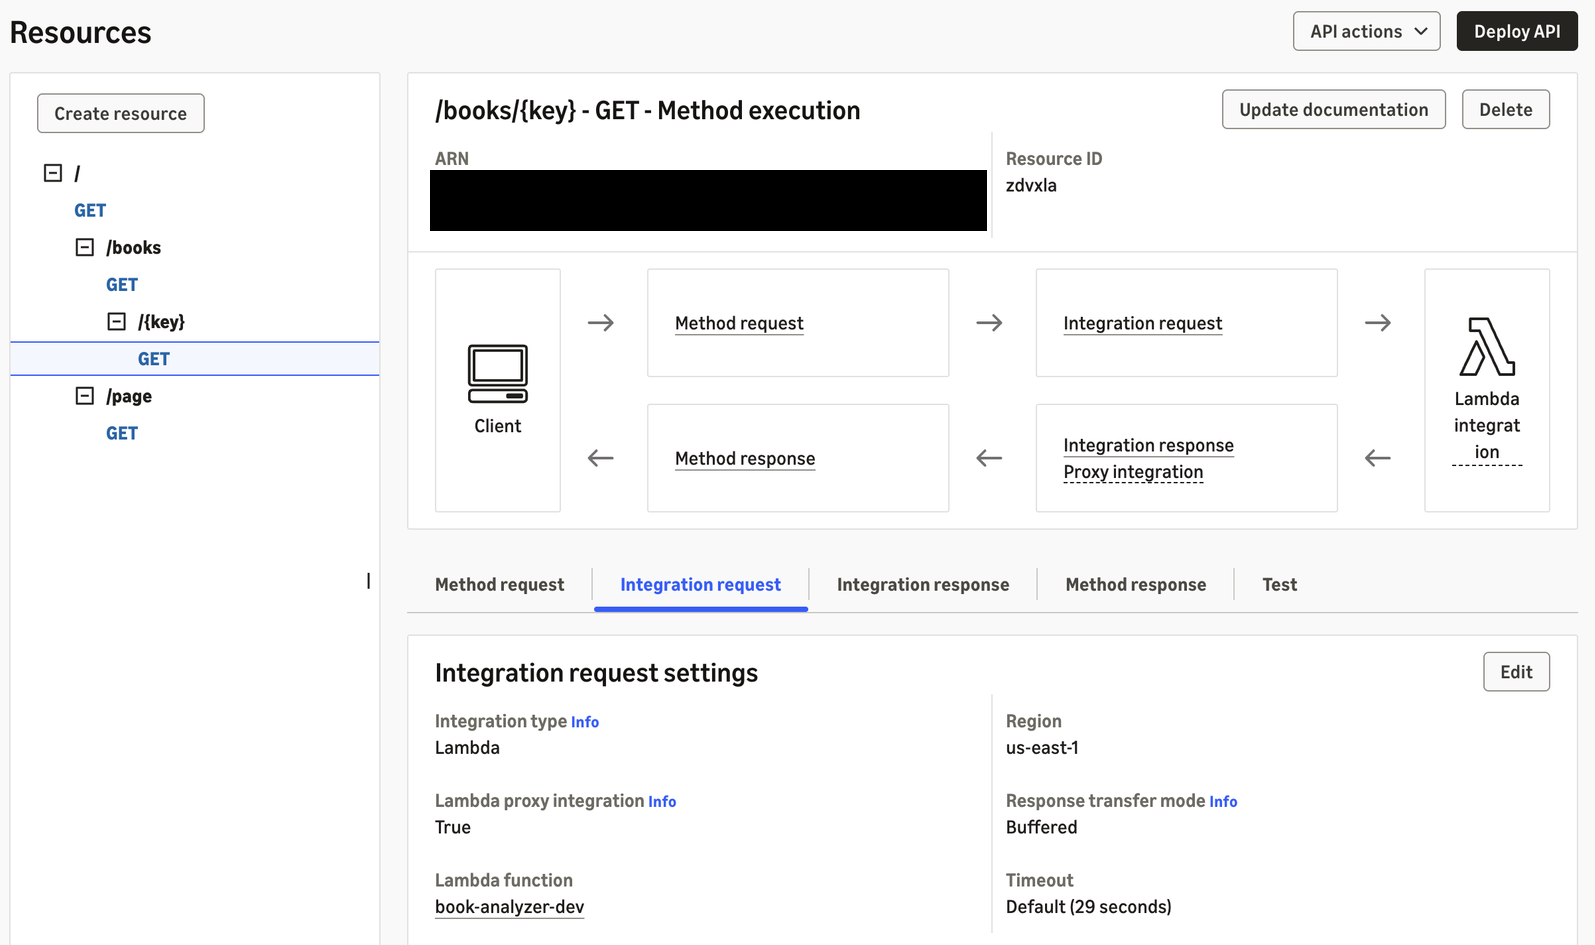 Resources
API actions
Deploy API
Create resource
/
GET
/books
GET
/{key}
GET
/page
GET
/books/{key} - GET - Method execution
Update documentation
Delete
ARN
Resource ID
zdvxla
Client
Method request
Integration request
Method response
Integration response
Proxy integration
Lambda
integrat
ion
Method request
Integration request
Integration response
Method response
Test
Integration request settings
Edit
Integration type Info
Lambda
Region
us-east-1
Lambda proxy integration Info
True
Response transfer mode Info
Buffered
Lambda function
book-analyzer-dev
Timeout
Default (29 seconds)